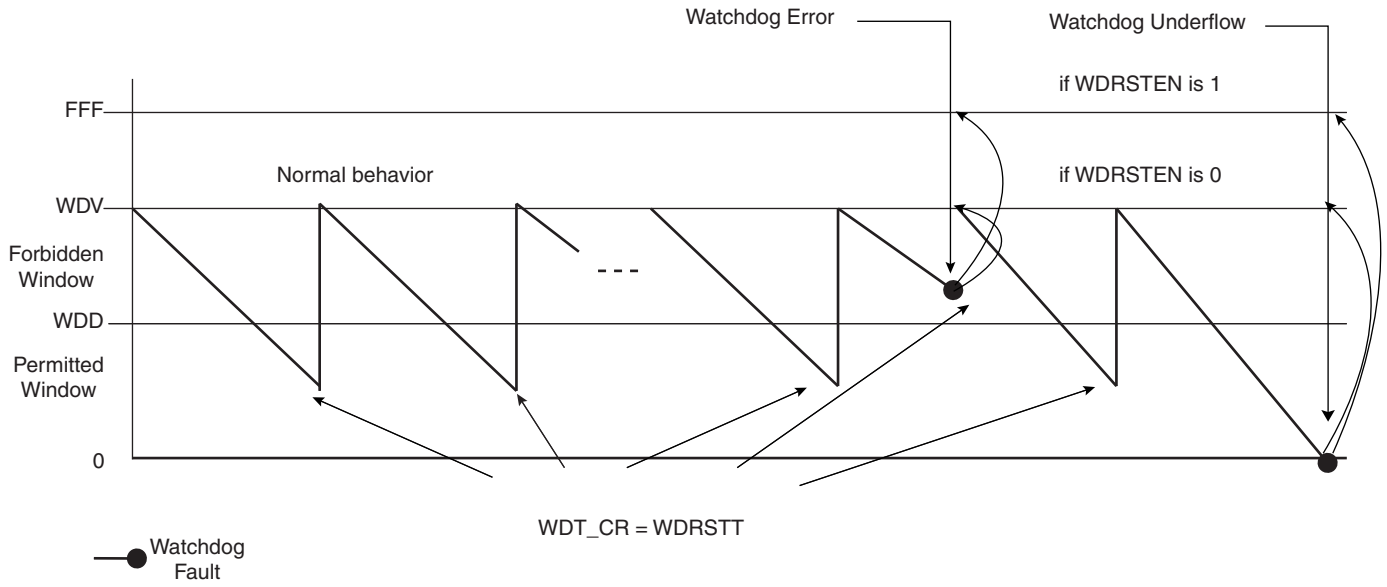 Watchdog Error
Watchdog Underflow
if WDRSTEN is 1
FFF
Normal behavior
if WDRSTEN is 0
WDV
Forbidden
Window
WDD
Permitted
Window
0
WDT_CR = WDRSTT
Watchdog
Fault